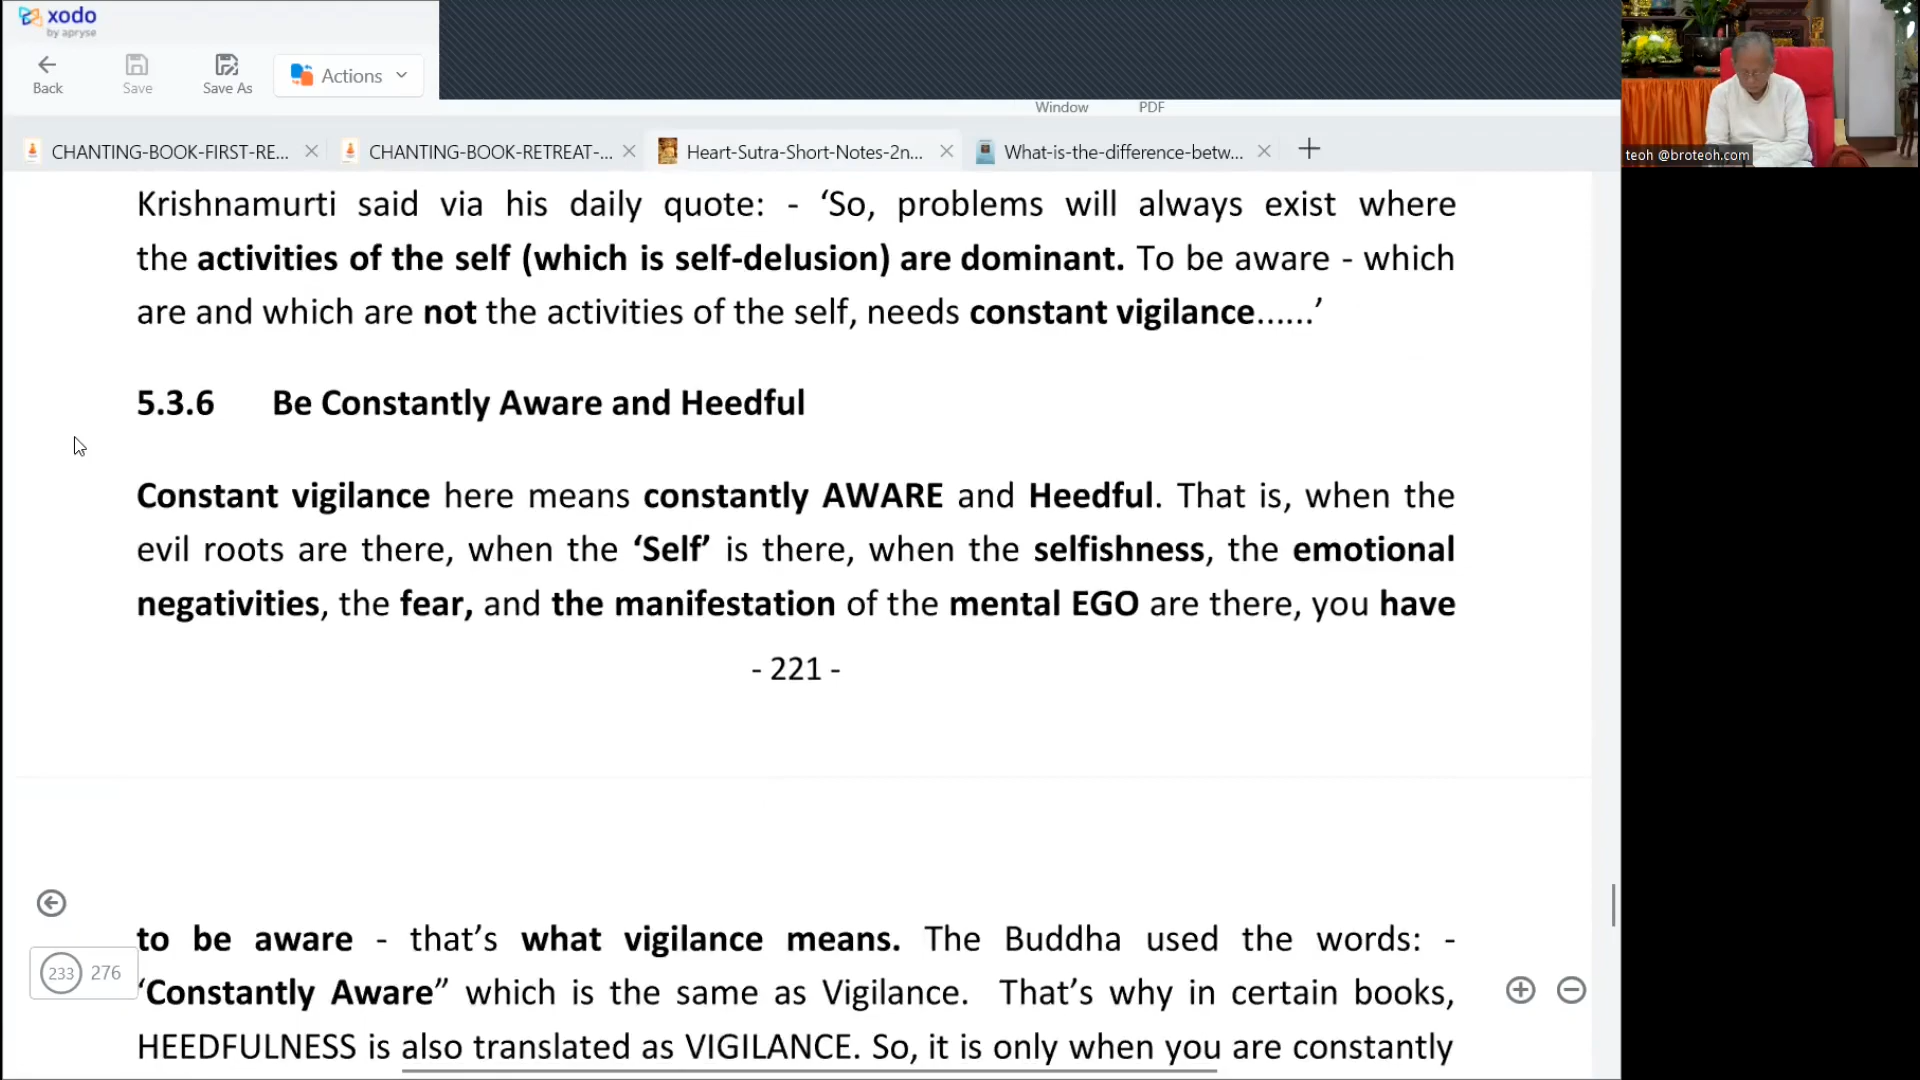 xodo
by apryse
Back
Save
Save As
Actions
Window
PDF
CHANTING-BOOK-FIRST-RE...
CHANTING-BOOK-RETREAT-...
Heart-Sutra-Short-Notes-2n...
What-is-the-difference-betw...
teoh @broteoh.com
Krishnamurti said via his daily quote: - ‘So, problems will always exist where
the activities of the self (which is self-delusion) are dominant. To be aware - which
are and which are not the activities of the self, needs constant vigilance......’
5.3.6 Be Constantly Aware and Heedful
Constant vigilance here means constantly AWARE and Heedful. That is, when the
evil roots are there, when the ‘Self’ is there, when the selfishness, the emotional
negativities, the fear, and the manifestation of the mental EGO are there, you have
- 221 -
to be aware - that’s what vigilance means. The Buddha used the words: -
‘Constantly Aware” which is the same as Vigilance. That’s why in certain books,
HEEDFULNESS is also translated as VIGILANCE. So, it is only when you are constantly
233 276